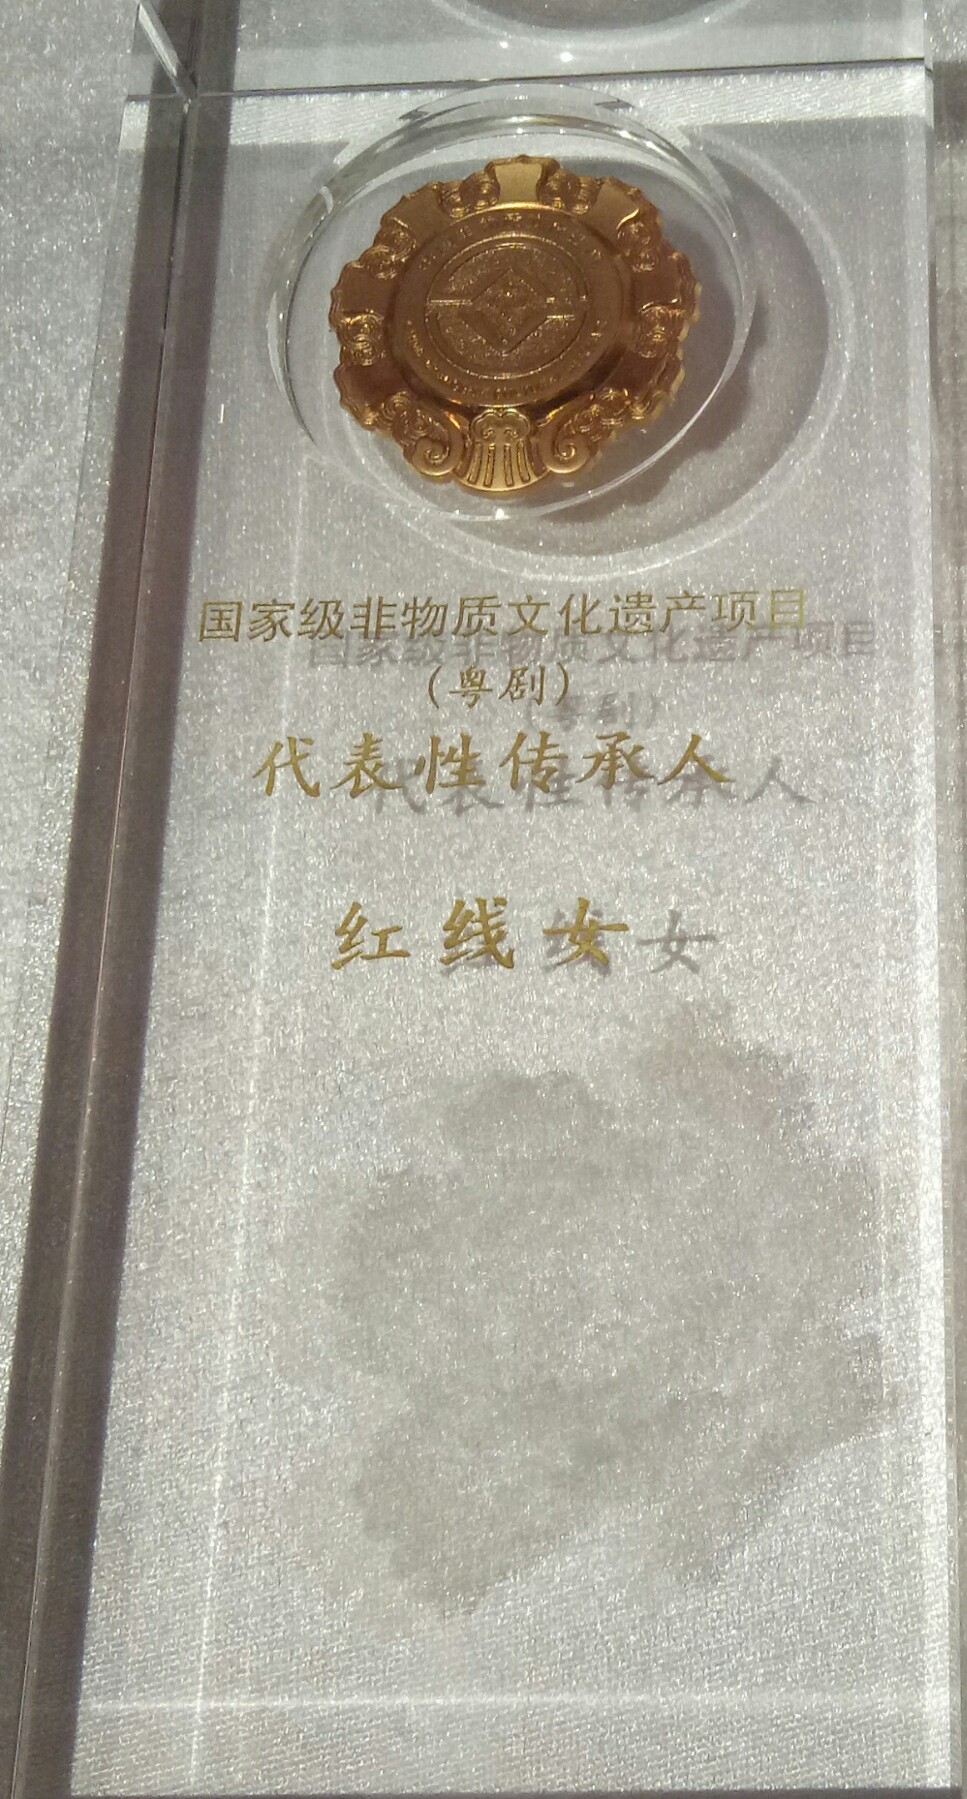 国家级非物质文化遗产项目
(粤剧)
代表性传承人
红线女